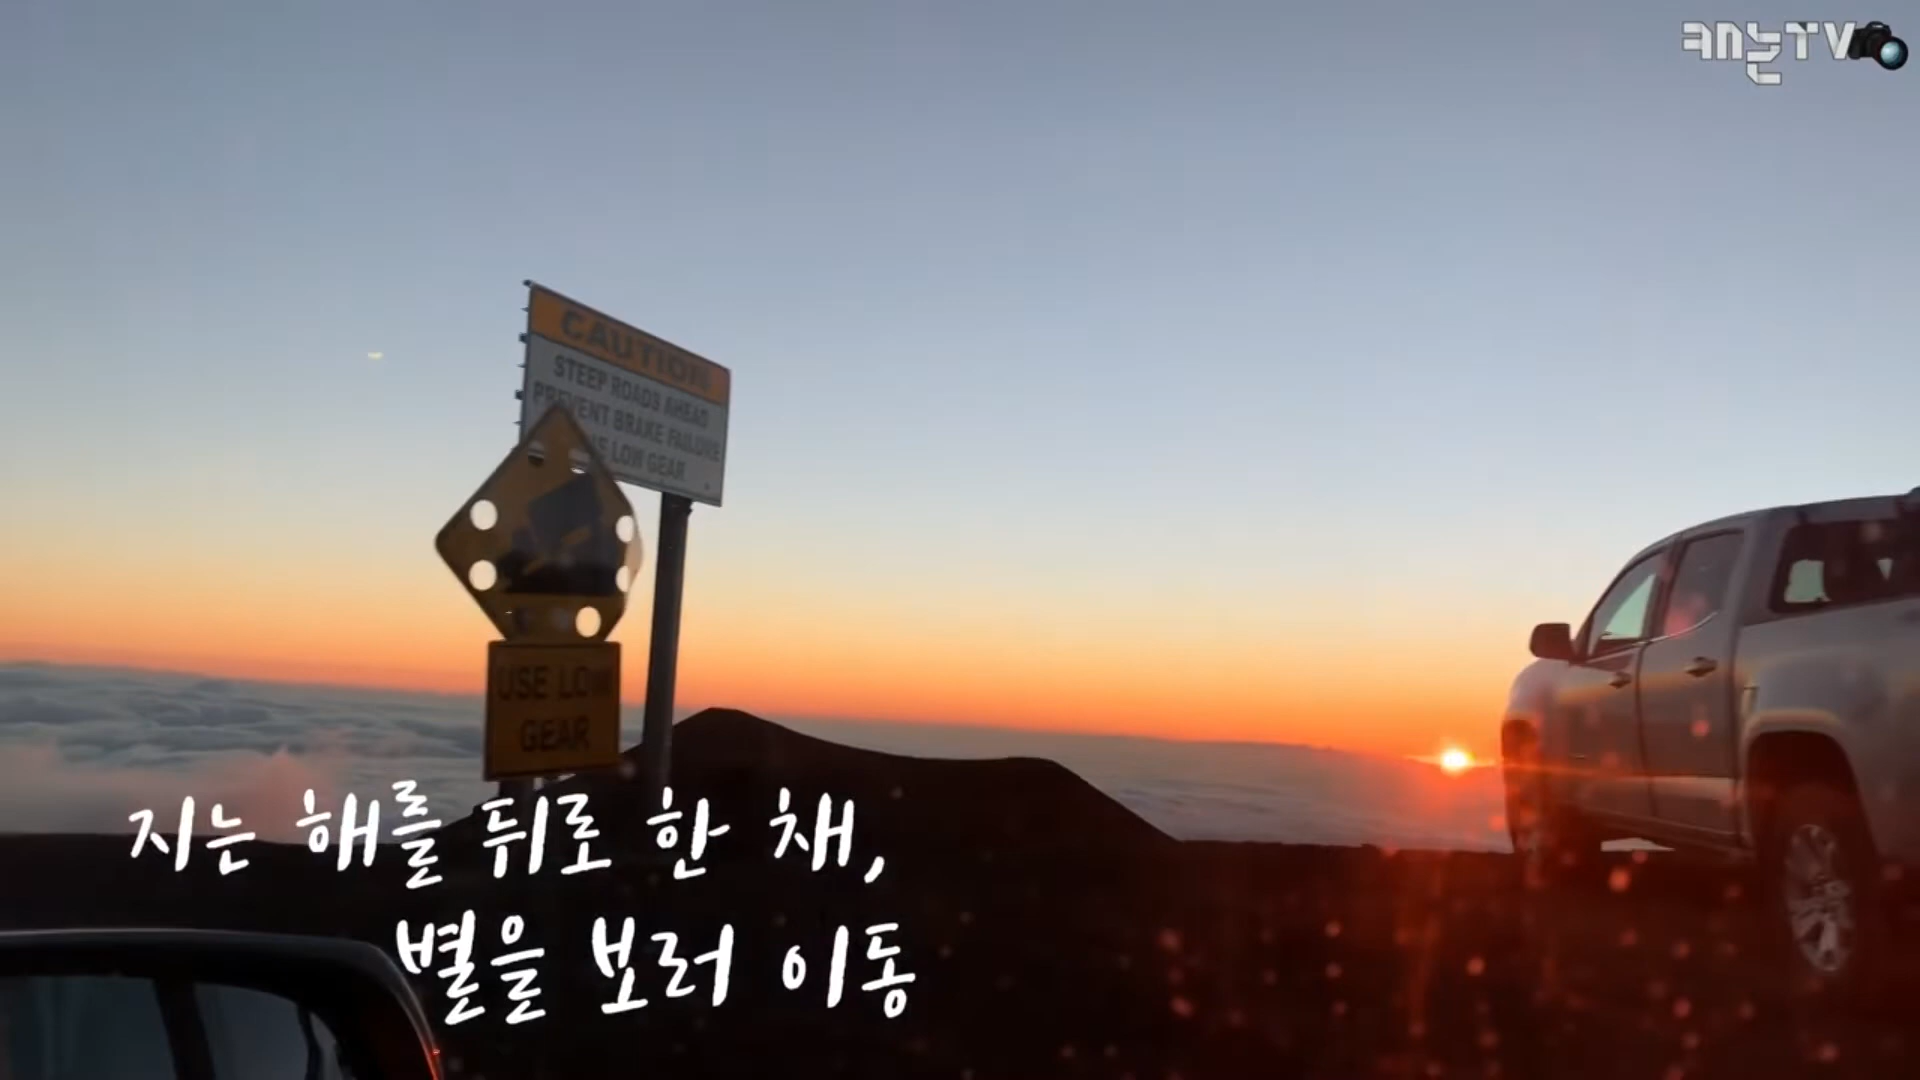 캐논TV
CAUTION
STEEP ROADS AHEAD
PREVENT BRAKE FAILURE
LOW GEAR
USE LOW
GEAR
지는 해를 뒤로 한 채,
별을 보러 이동